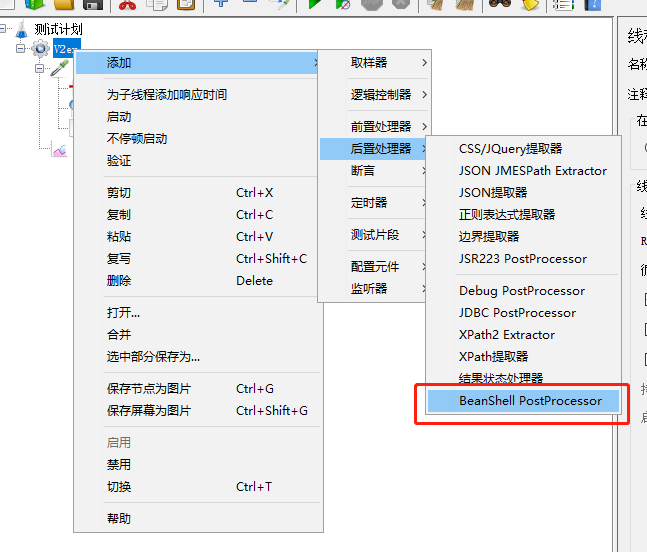 测试计划
V2ex
添加
为子线程添加响应时间
启动
不停顿启动
验证
剪切 Ctrl+X
复制 Ctrl+C
粘贴 Ctrl+V
复写 Ctrl+Shift+C
删除 Delete
打开...
合并
选中部分保存为...
保存节点为图片 Ctrl+G
保存屏幕为图片 Ctrl+Shift+G
启用
禁用
切换 Ctrl+T
帮助
取样器
逻辑控制器
前置处理器
后置处理器
断言
定时器
测试片段
配置元件
监听器
CSS/JQuery提取器
JSON JMESPath Extractor
JSON提取器
正则表达式提取器
边界提取器
JSR223 PostProcessor
Debug PostProcessor
JDBC PostProcessor
XPath2 Extractor
XPath提取器
结果状态处理器
BeanShell PostProcessor
线程
名称
注释
在